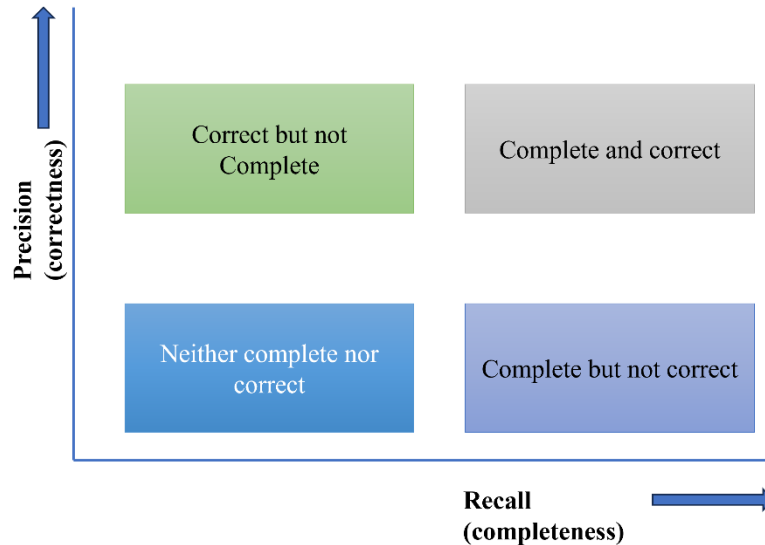 Precision
(correctness)
Correct but not
Complete
Complete and correct
Neither complete nor
correct
Complete but not correct
Recall
(completeness)